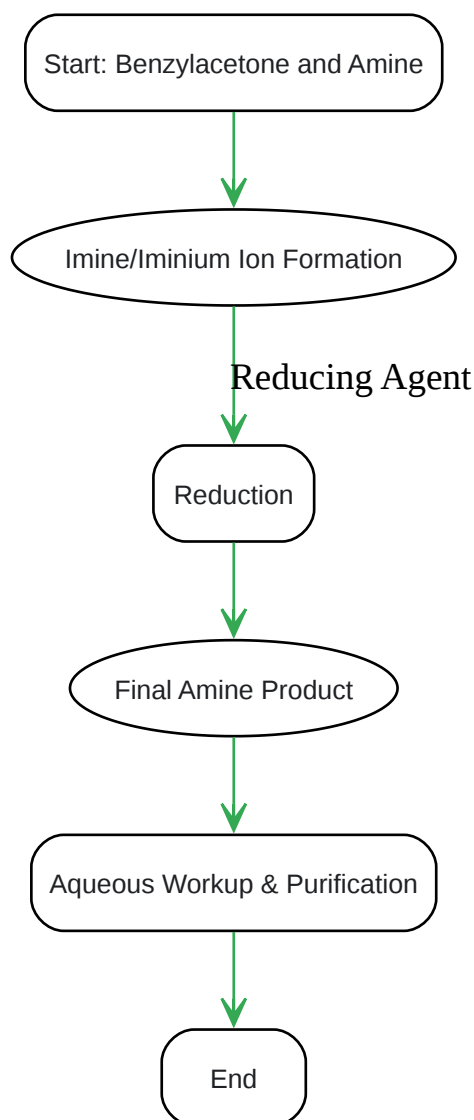 Start: Benzylacetone and Amine
Imine/Iminium Ion Formation
Reducing Agent
Reduction
Final Amine Product
Aqueous Workup & Purification
End